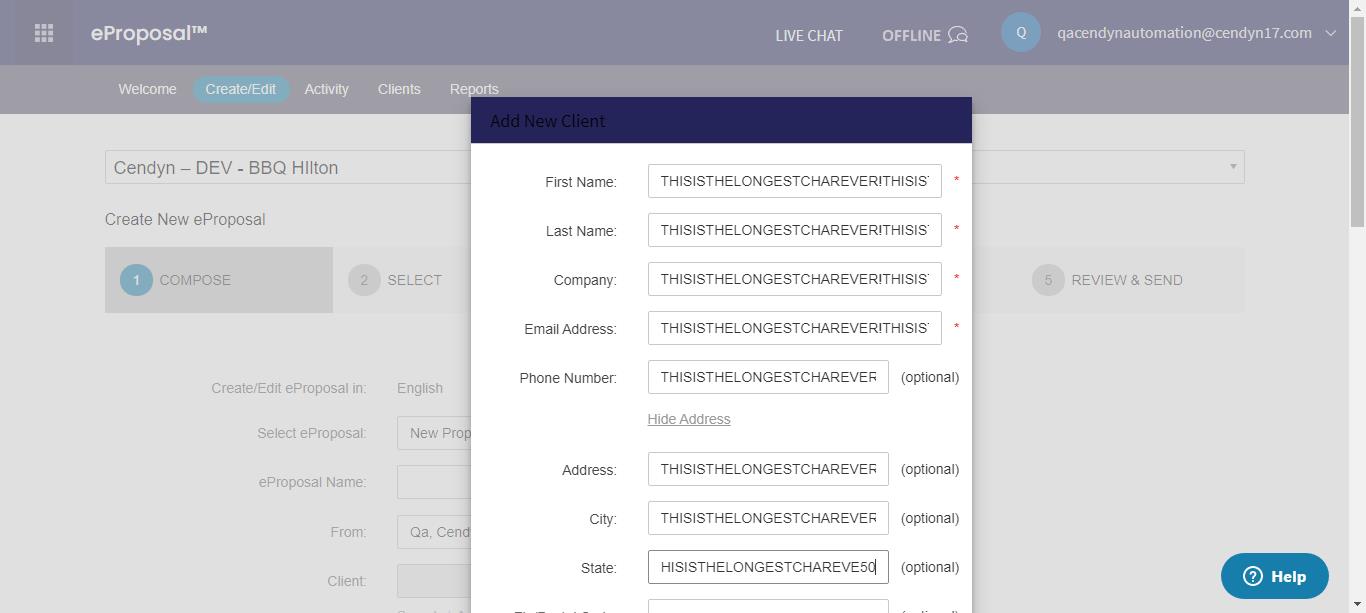 eProposal™
LIVE CHAT
OFFLINE
Q
qacendynautomation@cendyn17.com
Welcome
Create/Edit
Activity
Clients
Reports
Add New Client
Cendyn – DEV - BBQ HIlton
First Name: THISISTHELONGESTCHAREVER!THISIS *
Create New eProposal
Last Name: THISISTHELONGESTCHAREVER!THISIS *
1 COMPOSE
2 SELECT
5 REVIEW & SEND
Company: THISISTHELONGESTCHAREVER!THISIS *
Email Address: THISISTHELONGESTCHAREVER!THISIS *
Create/Edit eProposal in: English
Phone Number: THISISTHELONGESTCHAREVER (optional)
Hide Address
Select eProposal: New Prop
Address: THISISTHELONGESTCHAREVER (optional)
eProposal Name:
City: THISISTHELONGESTCHAREVER (optional)
From: Qa, Cend
State: HISISTHELONGESTCHAREVE50 (optional)
Client:
? Help